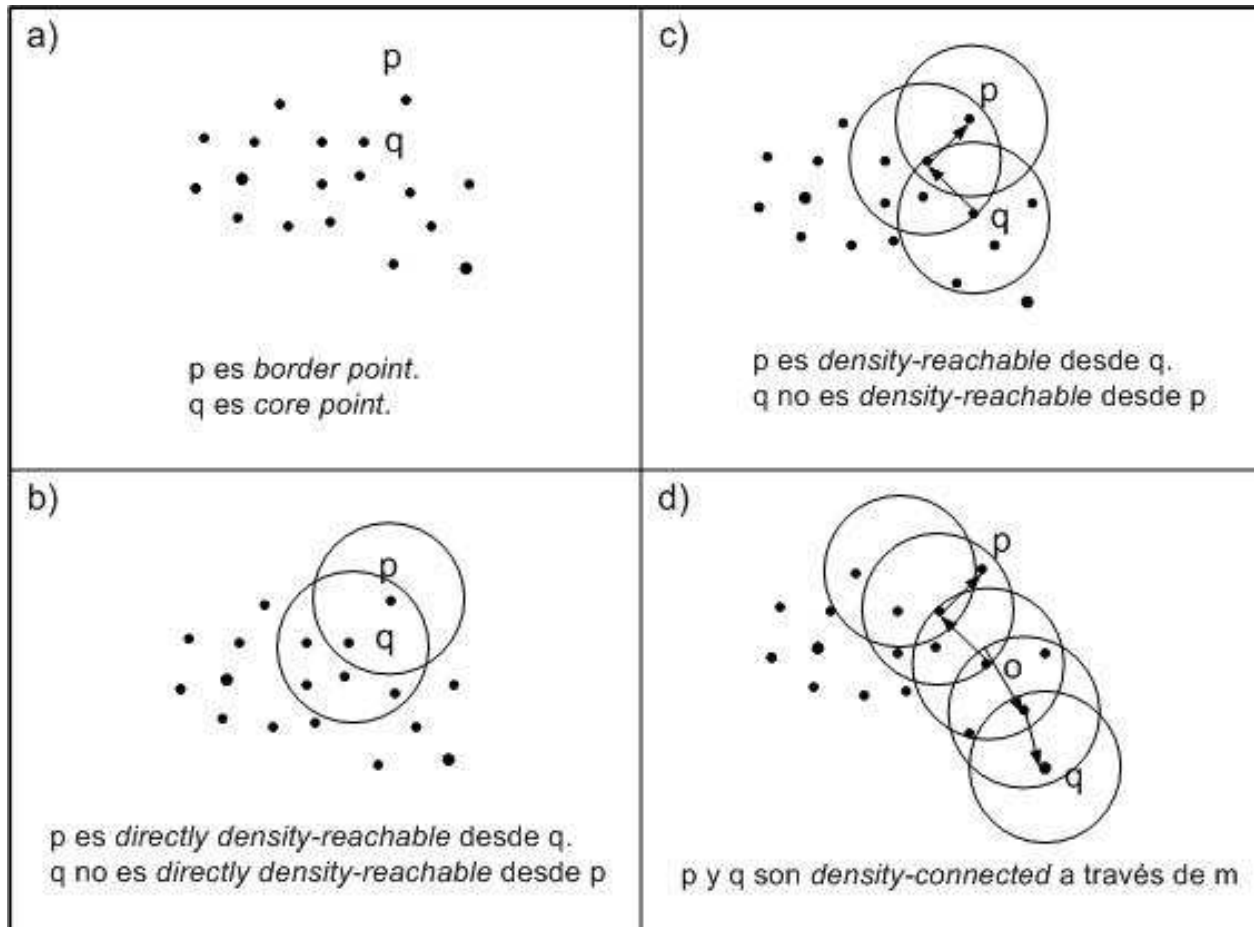 a)
p
q
p es border point.
q es core point.
c)
p
q
p es density-reachable desde q.
q no es density-reachable desde p
b)
p
q
p es directly density-reachable desde q.
q no es directly density-reachable desde p
d)
p
o
q
p y q son density-connected a través de m